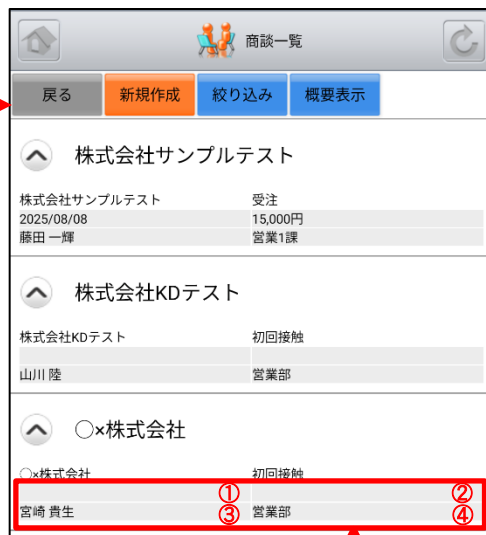 商談一覧
戻る 新規作成 絞り込み 概要表示
株式会社サンプルテスト
株式会社サンプルテスト 受注
2025/08/08 15,000円
藤田 一輝 営業1課
株式会社KDテスト
株式会社KDテスト 初回接触
山川 陸 営業部
○×株式会社
○×株式会社 初回接触
① ②
宮崎 貴生 ③ 営業部 ④